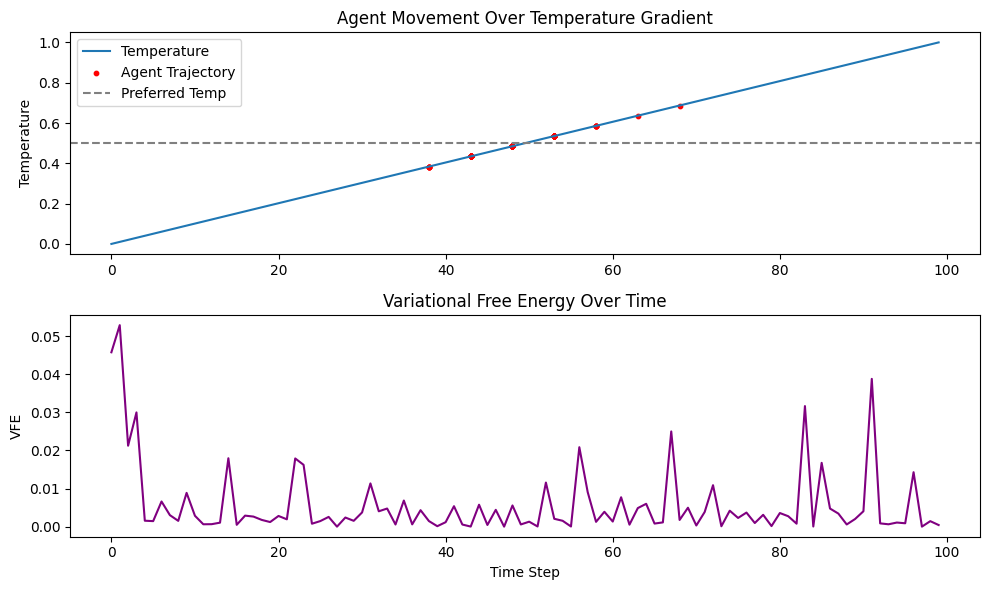 Agent Movement Over Temperature Gradient
Temperature
1.0
0.8
0.6
0.4
0.2
0.0
Temperature
Agent Trajectory
Preferred Temp
0 20 40 60 80 100
Variational Free Energy Over Time
VFE
0.05
0.04
0.03
0.02
0.01
0.00
0 20 40 60 80 100
Time Step